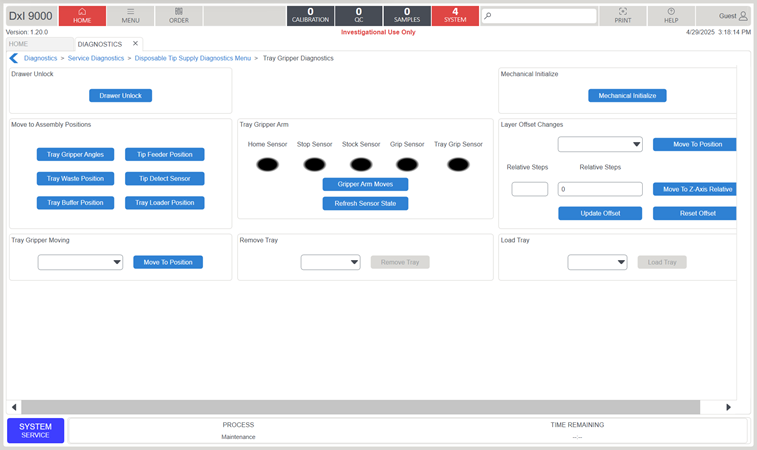 DxI 9000
HOME
MENU
ORDER
0
CALIBRATION
0
QC
0
SAMPLES
4
SYSTEM
PRINT
HELP
Guest
Version: 1.20.0
Investigational Use Only
4/29/2025 3:18:14 PM
HOME
DIAGNOSTICS
Diagnostics > Service Diagnostics > Disposable Tip Supply Diagnostics Menu > Tray Gripper Diagnostics
Drawer Unlock
Drawer Unlock
Mechanical Initialize
Mechanical Initialize
Move to Assembly Positions
Tray Gripper Angles
Tip Feeder Position
Tray Waste Position
Tip Detect Sensor
Tray Buffer Position
Tray Loader Position
Tray Gripper Arm
Home Sensor
Stop Sensor
Stock Sensor
Grip Sensor
Tray Grip Sensor
Gripper Arm Moves
Refresh Sensor State
Layer Offset Changes
Move To Position
Relative Steps
Relative Steps
0
Move To Z-Axis Relative
Update Offset
Reset Offset
Tray Gripper Moving
Move To Position
Remove Tray
Remove Tray
Load Tray
Load Tray
SYSTEM
SERVICE
PROCESS
Maintenance
TIME REMAINING
--:--